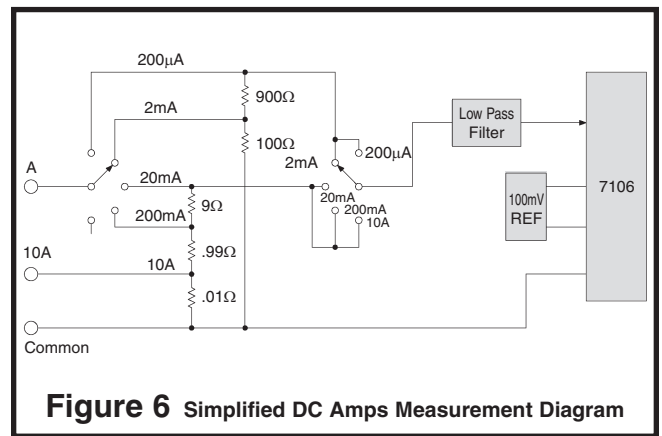 200μA
900Ω
2mA
100Ω
Low Pass
Filter
2mA
200μA
A
20mA
20mA
7106
9Ω
200mA
200mA
10A
100mV
REF
.99Ω
10A
10A
.01Ω
Common
Figure 6 Simplified DC Amps Measurement Diagram